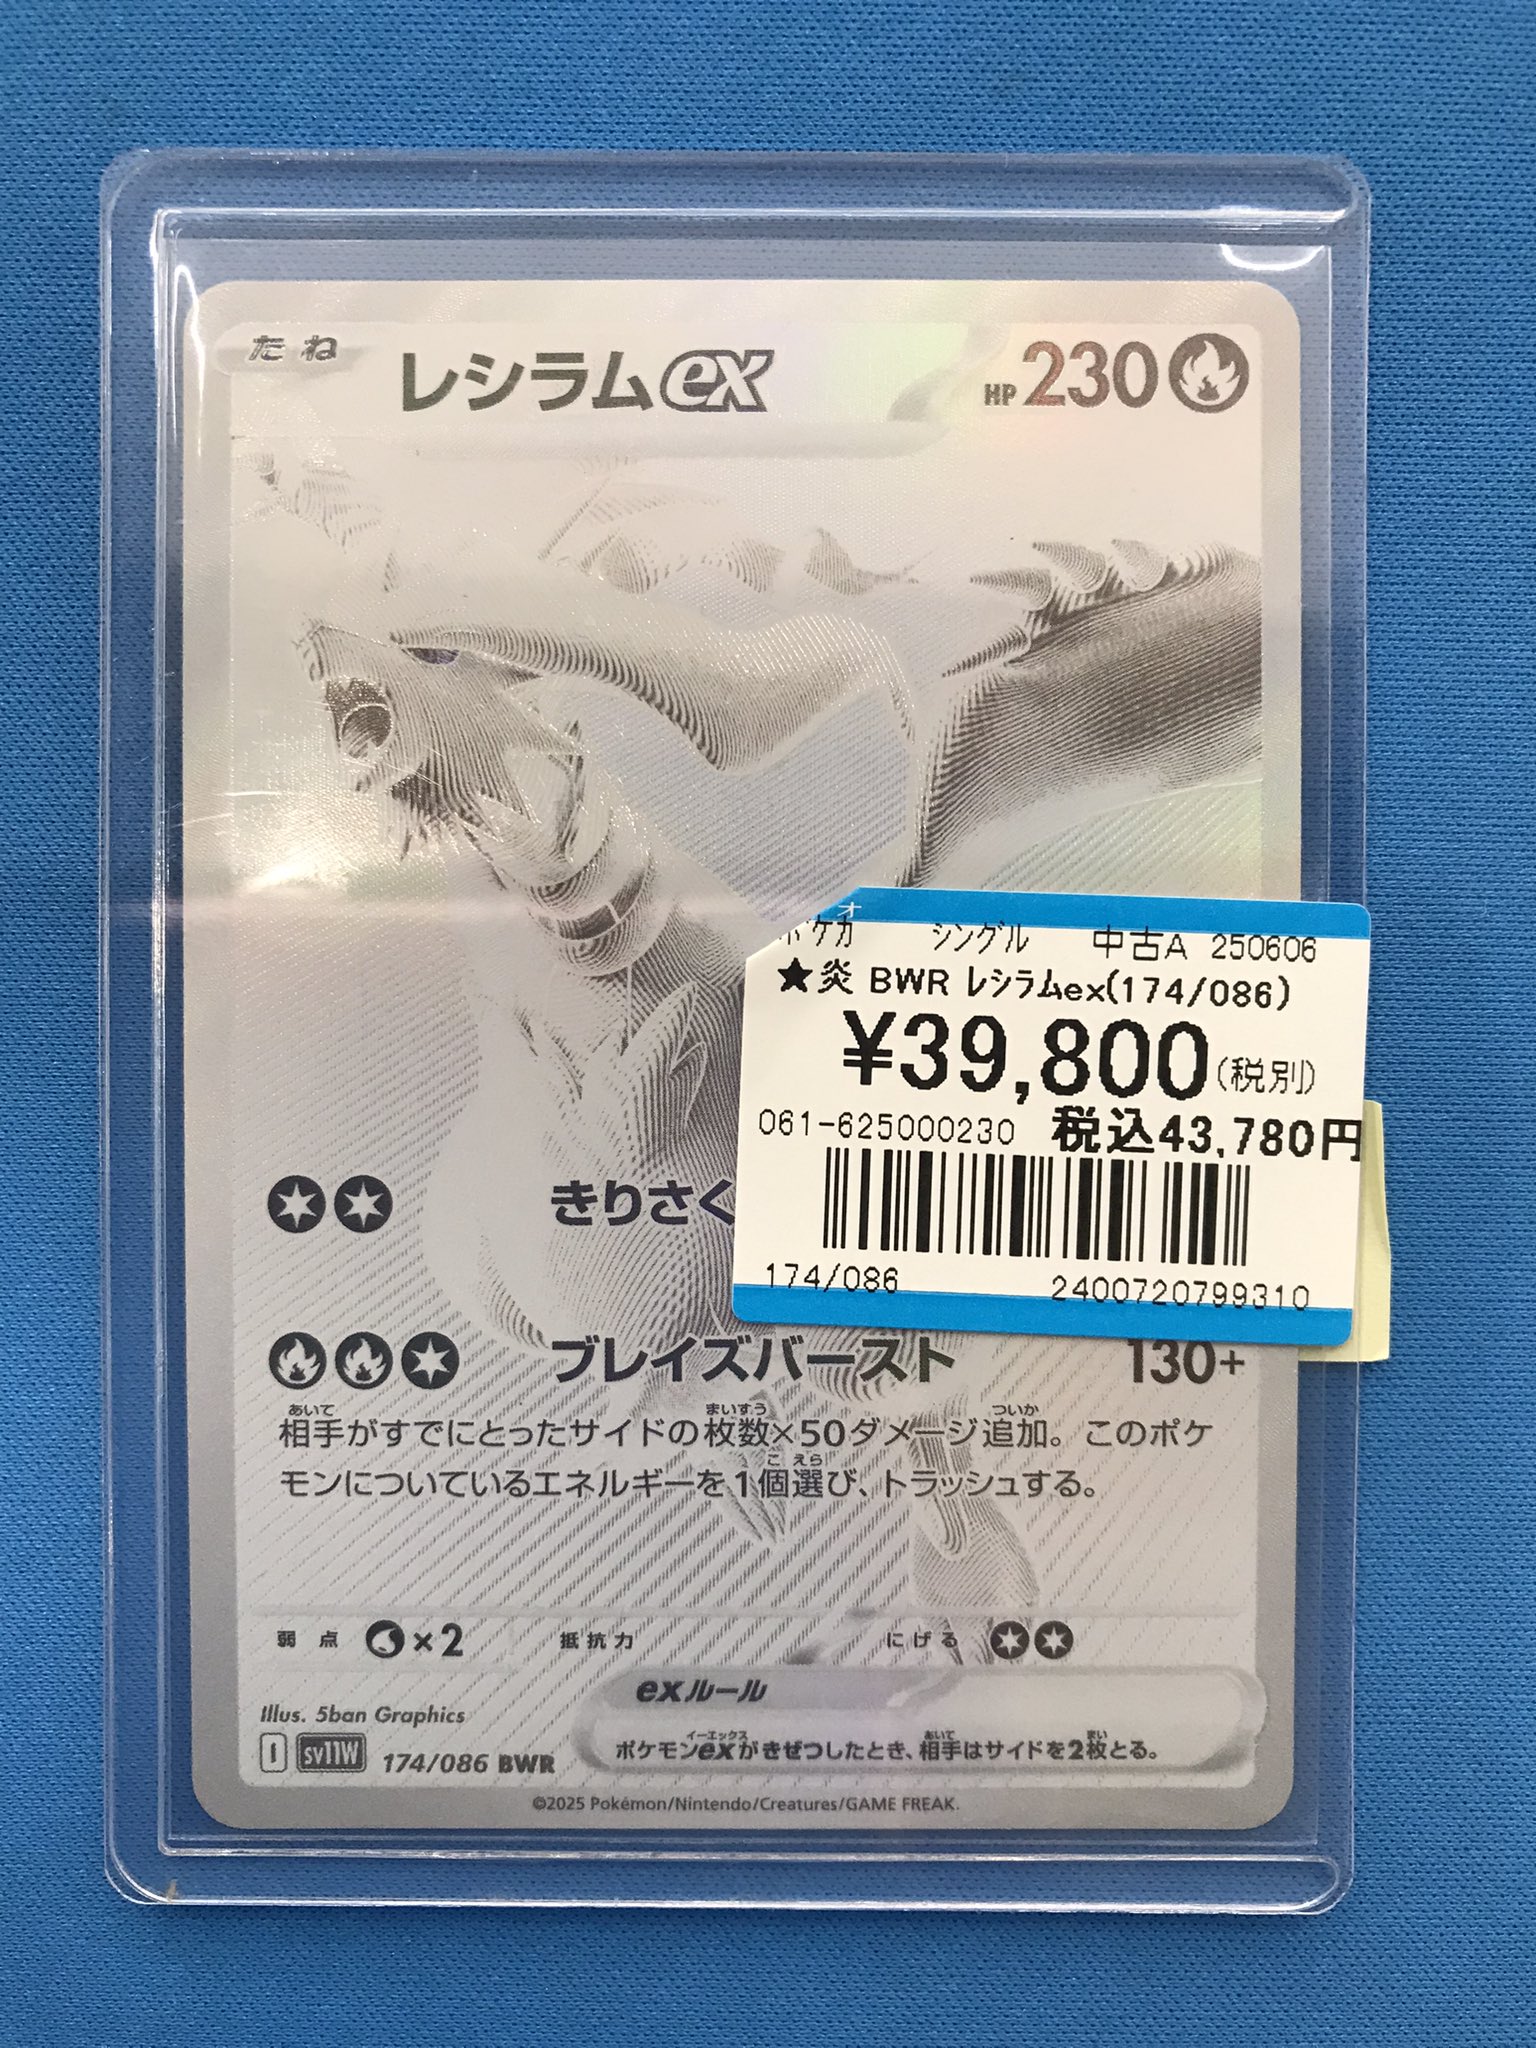 たね
レシラムex
HP230
オ
ポケカ シングル 中古A 250606
★炎 BWR ﾚｼﾗﾑex(174/086)
¥39,800(税別)
061-625000230 税込43,780円
174/086 2400720799310
きりさく
ブレイズバースト 130+
相手がすでにとったサイドの枚数×50ダメージ追加。このポケ
モンについているエネルギーを1個選び、トラッシュする。
弱点 ×2 抵抗力 にげる
exルール
ポケモンexがきぜつしたとき、相手はサイドを2枚とる。
Illus. 5ban Graphics
I sv11W 174/086 BWR
©2025 Pokémon/Nintendo/Creatures/GAME FREAK.